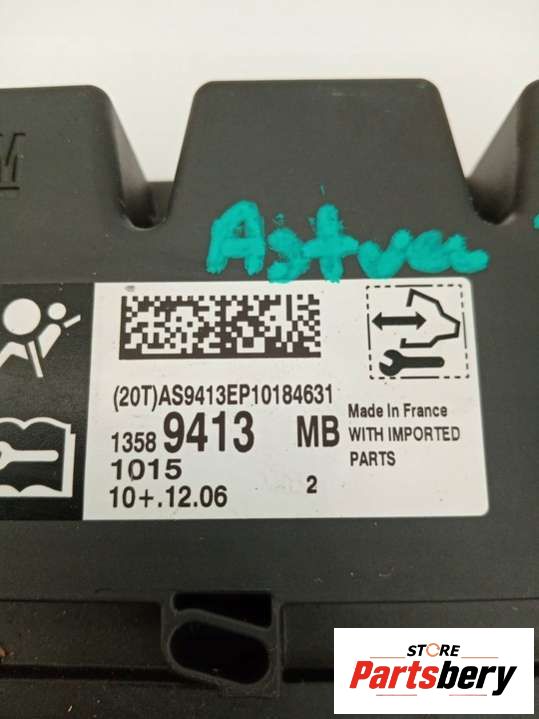 M
Astra
(20T)AS9413EP10184631
1358 9413 MB
1015
10+.12.06 2
Made In France
WITH IMPORTED
PARTS
STORE
Partsbery